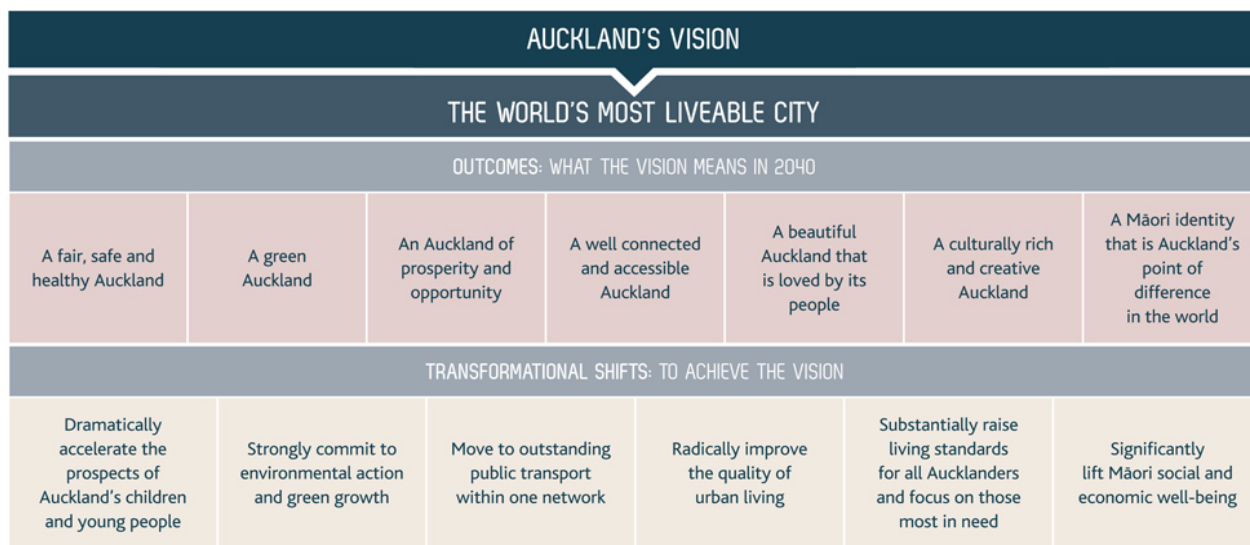 AUCKLAND'S VISION
THE WORLD'S MOST LIVEABLE CITY
OUTCOMES: WHAT THE VISION MEANS IN 2040
A fair, safe and
healthy Auckland
A green
Auckland
An Auckland of
prosperity and
opportunity
A well connected
and accessible
Auckland
A beautiful
Auckland that
is loved by its
people
A culturally rich
and creative
Auckland
A Māori identity
that is Auckland's
point of
difference
in the world
TRANSFORMATIONAL SHIFTS: TO ACHIEVE THE VISION
Dramatically
accelerate the
prospects of
Auckland's children
and young people
Strongly commit to
environmental action
and green growth
Move to outstanding
public transport
within one network
Radically improve
the quality of
urban living
Substantially raise
living standards
for all Aucklanders
and focus on those
most in need
Significantly
lift Māori social and
economic well-being